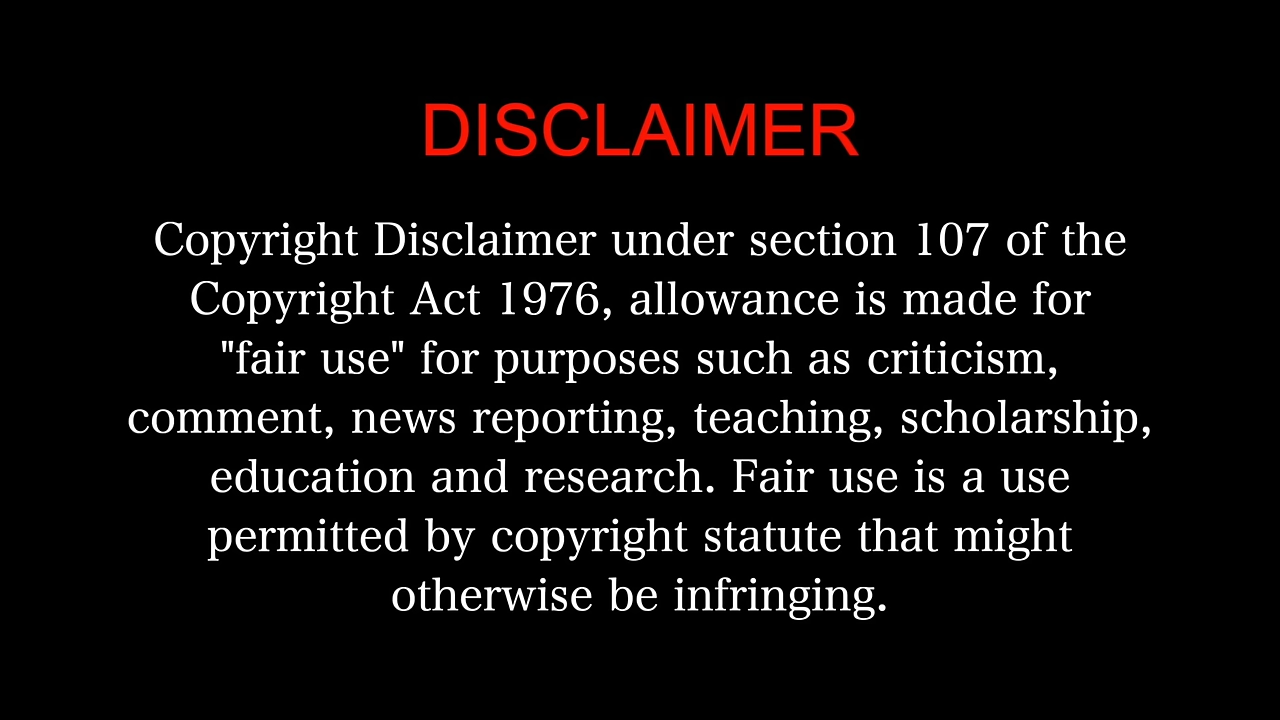 DISCLAIMER
Copyright Disclaimer under section 107 of the
Copyright Act 1976, allowance is made for
"fair use" for purposes such as criticism,
comment, news reporting, teaching, scholarship,
education and research. Fair use is a use
permitted by copyright statute that might
otherwise be infringing.